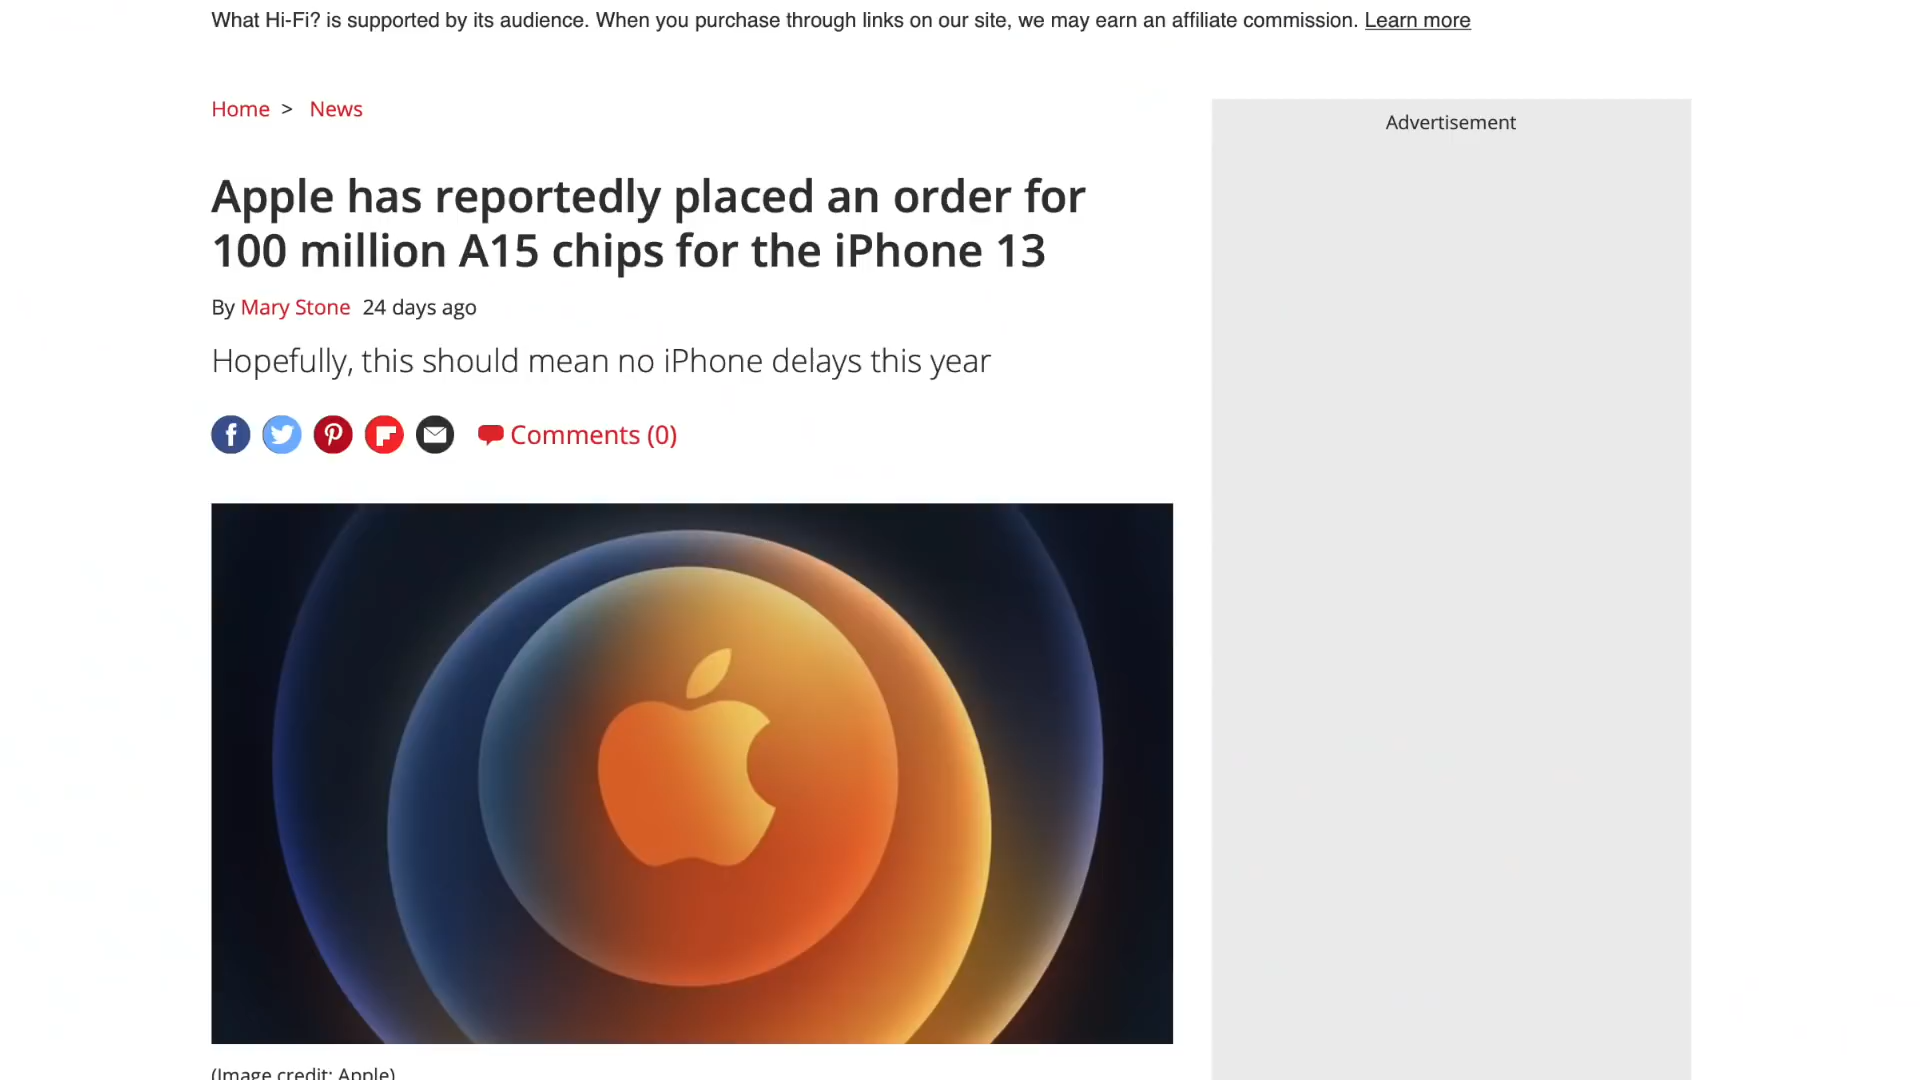 What Hi-Fi? is supported by its audience. When you purchase through links on our site, we may earn an affiliate commission. Learn more
Home > News
Advertisement
Apple has reportedly placed an order for
100 million A15 chips for the iPhone 13
By Mary Stone 24 days ago
Hopefully, this should mean no iPhone delays this year
Comments (0)
(Image credit: Apple)